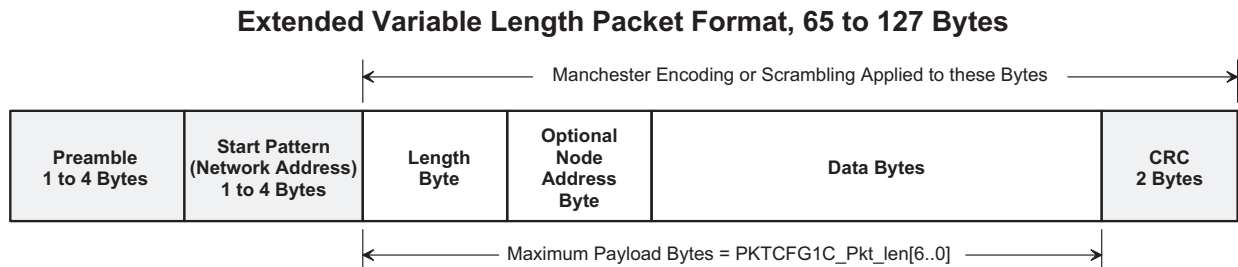 Extended Variable Length Packet Format, 65 to 127 Bytes
Manchester Encoding or Scrambling Applied to these Bytes
Preamble
1 to 4 Bytes
Start Pattern
(Network Address)
1 to 4 Bytes
Length
Byte
Optional
Node
Address
Byte
Data Bytes
CRC
2 Bytes
Maximum Payload Bytes = PKTCFG1C_Pkt_len[6..0]